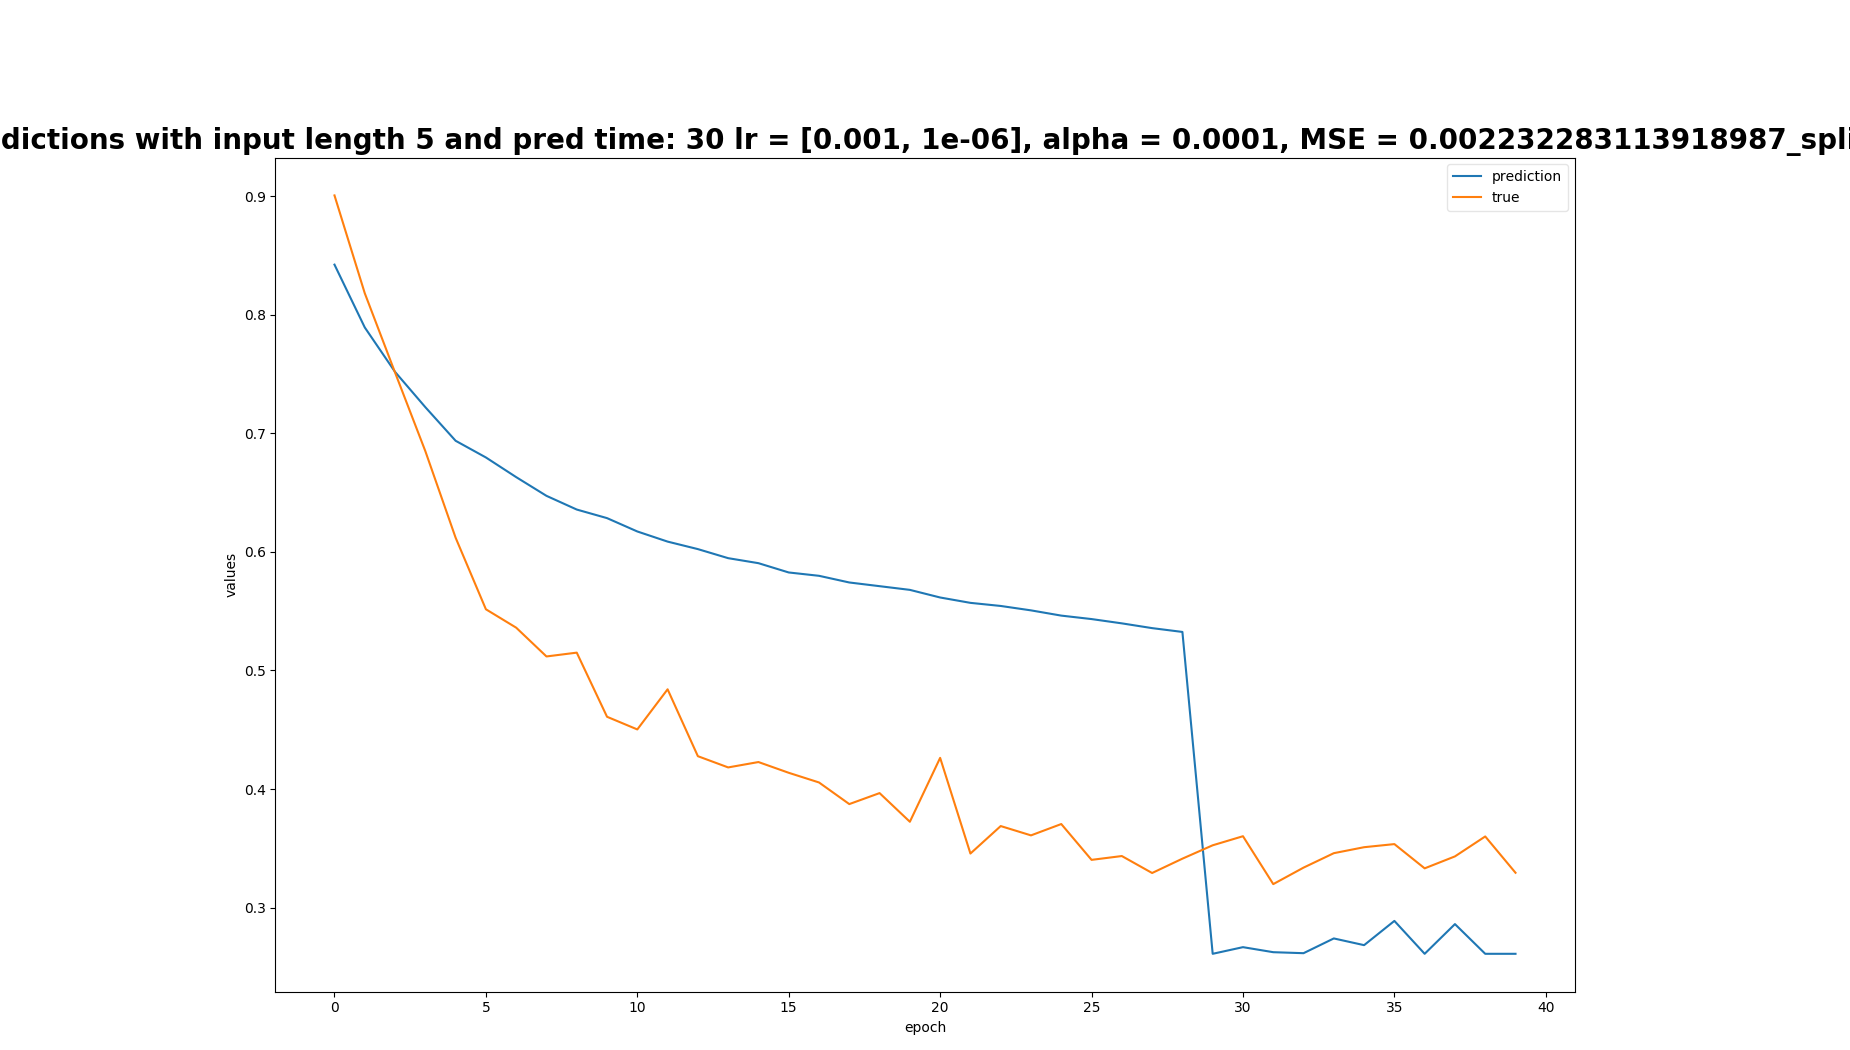 dictions with input length 5 and pred time: 30 lr = [0.001, 1e-06], alpha = 0.0001, MSE = 0.002232283113918987_spli
prediction
true
0.9
0.8
0.7
0.6
0.5
0.4
0.3
values
0 5 10 15 20 25 30 35 40
epoch